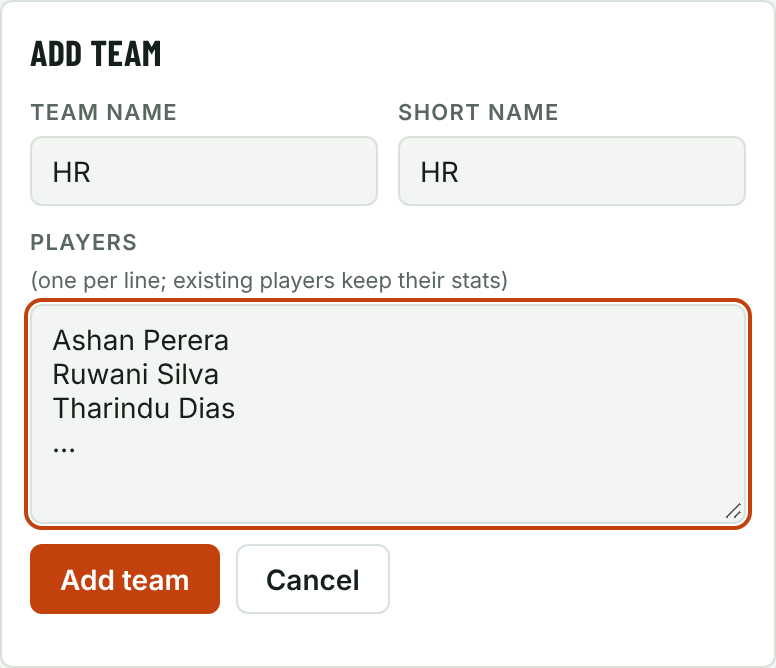 ADD TEAM
TEAM NAME
SHORT NAME
HR
HR
PLAYERS
(one per line; existing players keep their stats)
Ashan Perera
Ruwani Silva
Tharindu Dias
...
Add team
Cancel